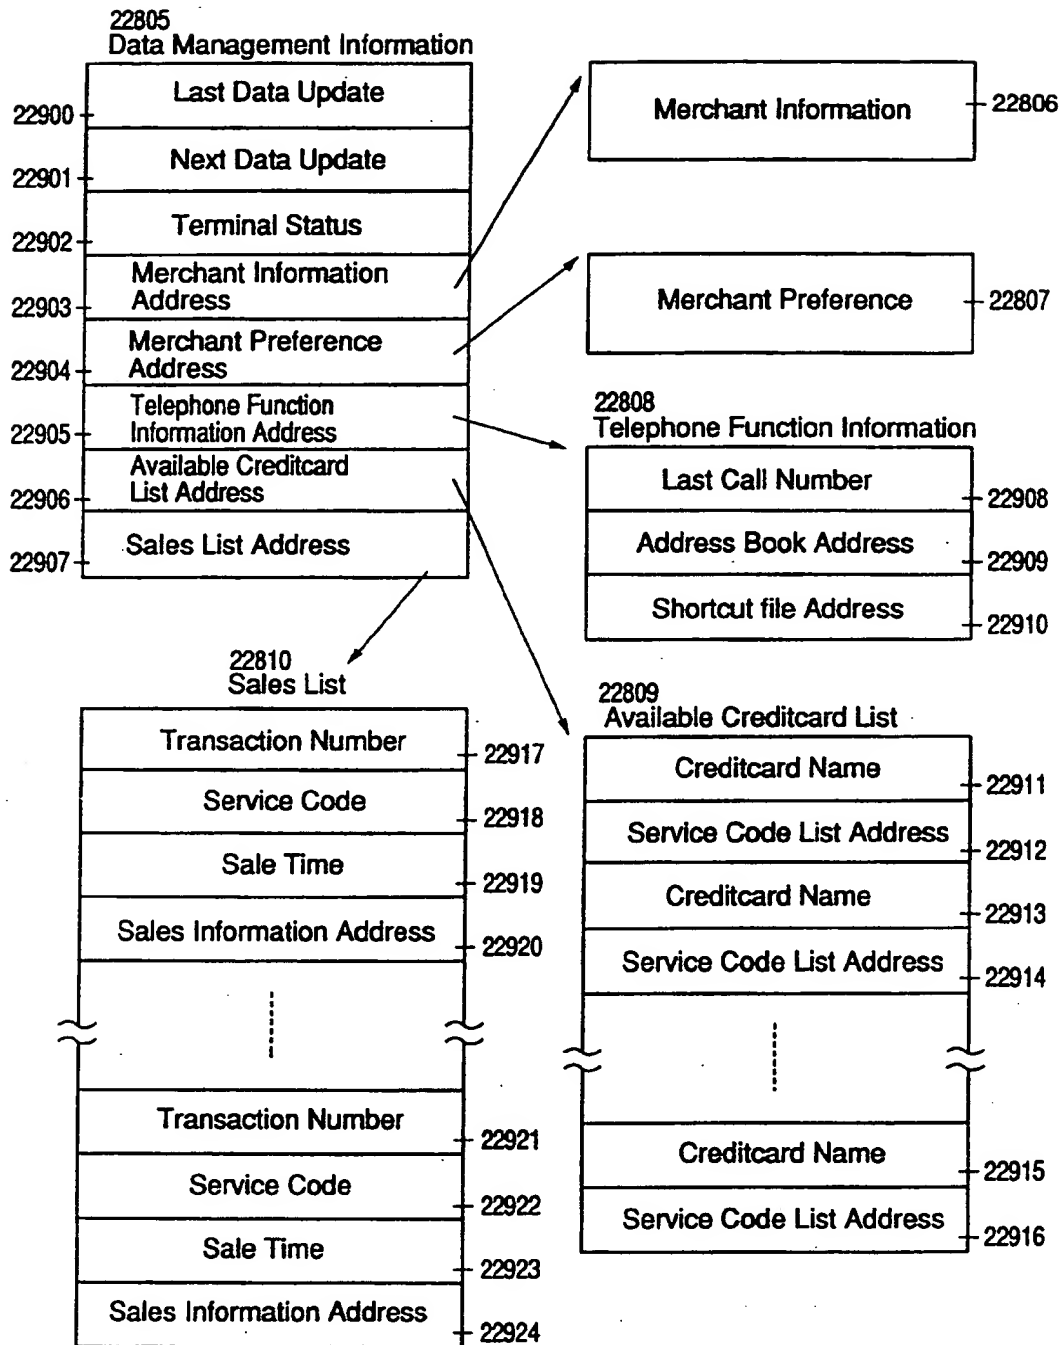 22805
Data Management Information
Last Data Update
22900
Next Data Update
22901
Terminal Status
22902
Merchant Information
Address
22903
Merchant Preference
Address
22904
Telephone Function
Information Address
22905
Available Creditcard
List Address
22906
Sales List Address
22907
Merchant Information
22806
Merchant Preference
22807
22808
Telephone Function Information
Last Call Number
22908
Address Book Address
22909
Shortcut file Address
22910
22810
Sales List
Transaction Number
22917
Service Code
22918
Sale Time
22919
Sales Information Address
22920
Transaction Number
22921
Service Code
22922
Sale Time
22923
Sales Information Address
22924
22809
Available Creditcard List
Creditcard Name
22911
Service Code List Address
22912
Creditcard Name
22913
Service Code List Address
22914
Creditcard Name
22915
Service Code List Address
22916